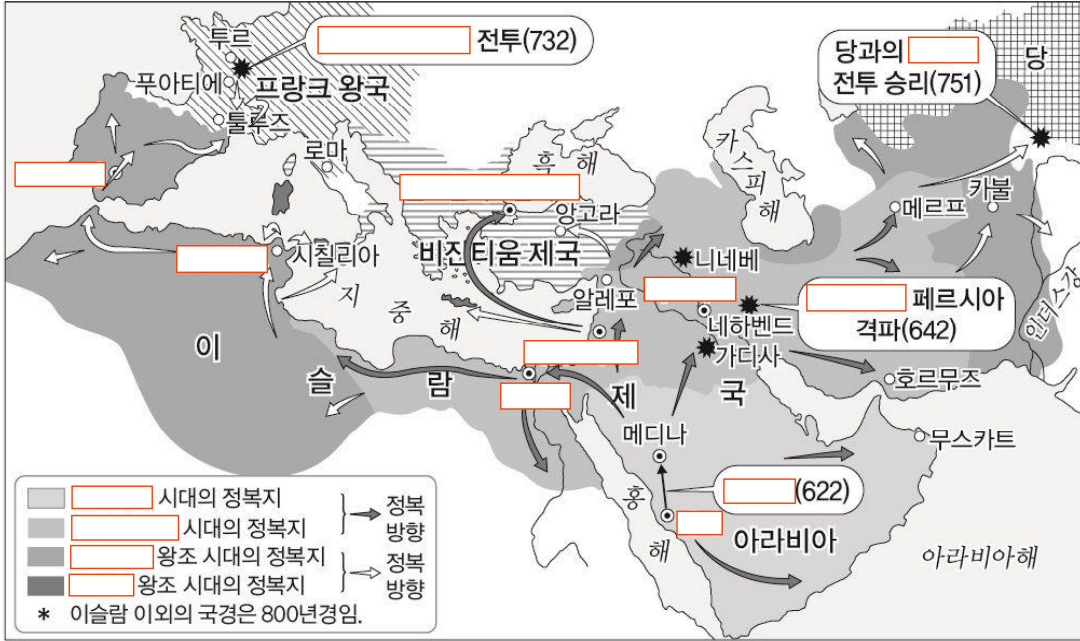 투르
전투(732)
푸아티에
프랑크 왕국
툴루즈
로마
당과의
전투 승리(751)
당
흑해
카스피해
앙고라
비잔티움 제국
시칠리아
지중해
니네베
메르프
카불
알레포
페르시아
격파(642)
네하벤드
가디사
인더스강
호르무즈
이슬람 제국
메디나
무스카트
(622)
홍해
아라비아
아라비아해
시대의 정복지
시대의 정복지
정복
방향
왕조 시대의 정복지
왕조 시대의 정복지
정복
방향
* 이슬람 이외의 국경은 800년경임.